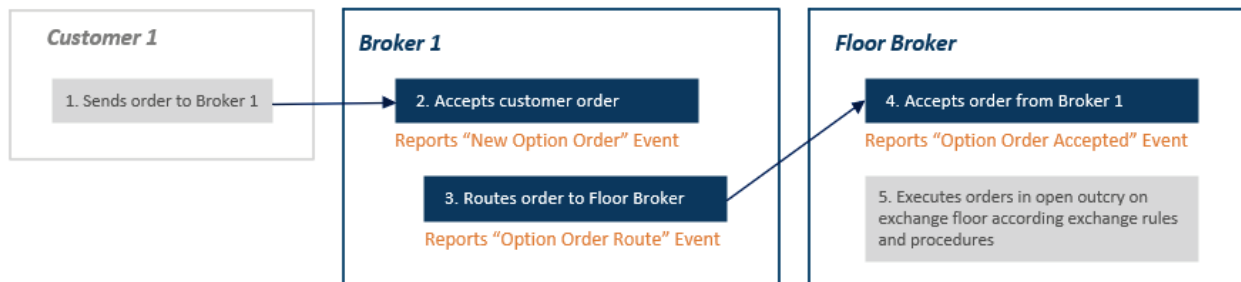 Customer 1
1. Sends order to Broker 1
Broker 1
2. Accepts customer order
Reports “New Option Order” Event
3. Routes order to Floor Broker
Reports “Option Order Route” Event
Floor Broker
4. Accepts order from Broker 1
Reports “Option Order Accepted” Event
5. Executes orders in open outcry on
exchange floor according exchange rules
and procedures